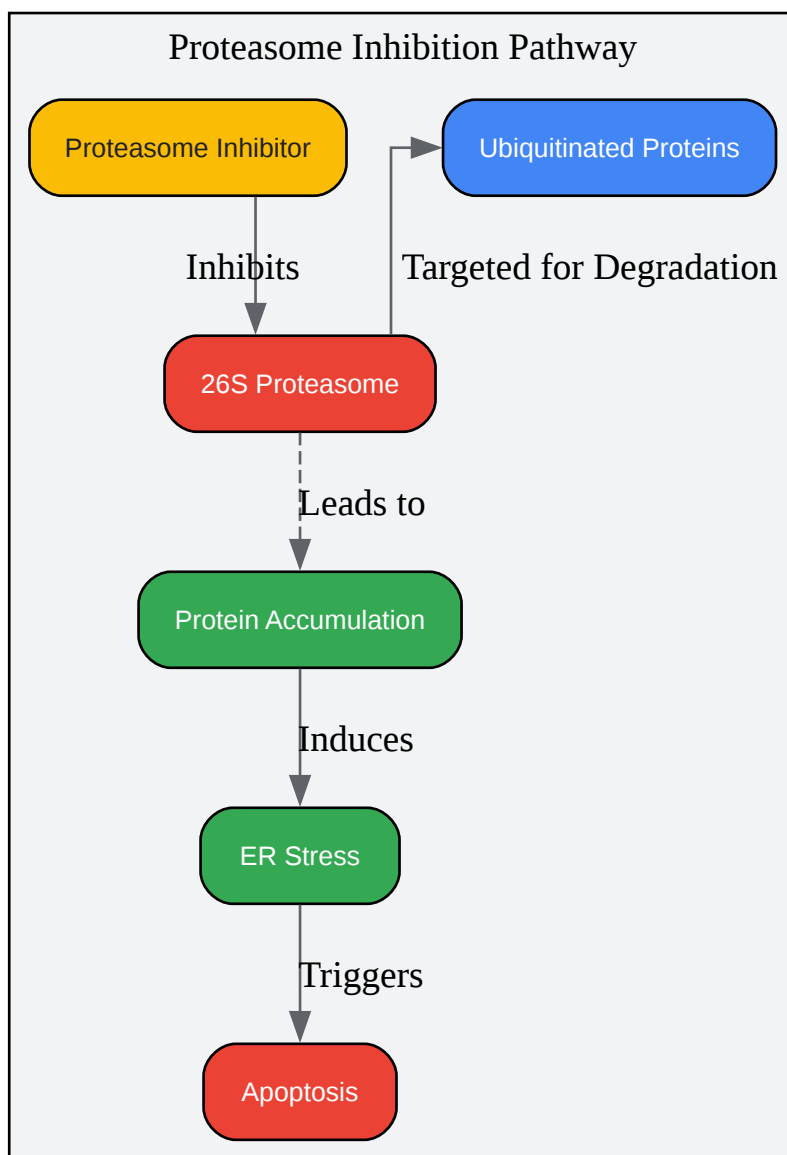 Proteasome Inhibition Pathway
Proteasome Inhibitor
Ubiquitinated Proteins
Inhibits
Targeted for Degradation
26S Proteasome
Leads to
Protein Accumulation
Induces
ER Stress
Triggers
Apoptosis